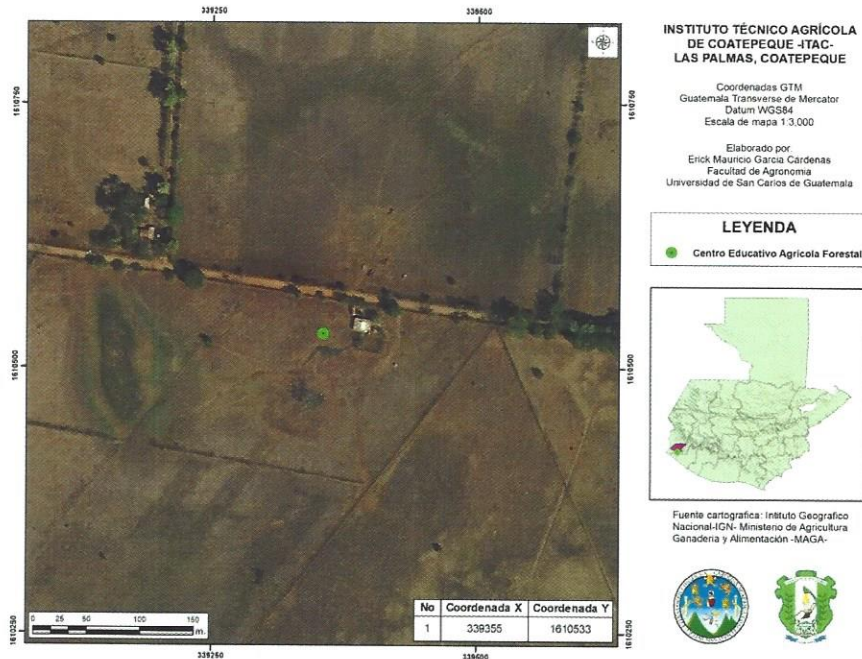 339250
339500
1610750
1610750
1610500
1610500
1610250
1610250
0 25 50 100 150
m.
No Coordenada X Coordenada Y
1 339355 1610533
339250
339500
INSTITUTO TÉCNICO AGRÍCOLA
DE COATEPEQUE -ITAC-
LAS PALMAS, COATEPEQUE
Coordenadas GTM
Guatemala Transverse de Mercator
Datum WGS84
Escala de mapa 1:3,000
Elaborado por
Erick Mauricio Garcia Cárdenas
Facultad de Agronomia
Universidad de San Carlos de Guatemala
LEYENDA
Centro Educativo Agrícola Forestal
Fuente cartografica: Intituto Geografico
Nacional-IGN- Ministerio de Agricultura
Ganaderia y Alimentación -MAGA-